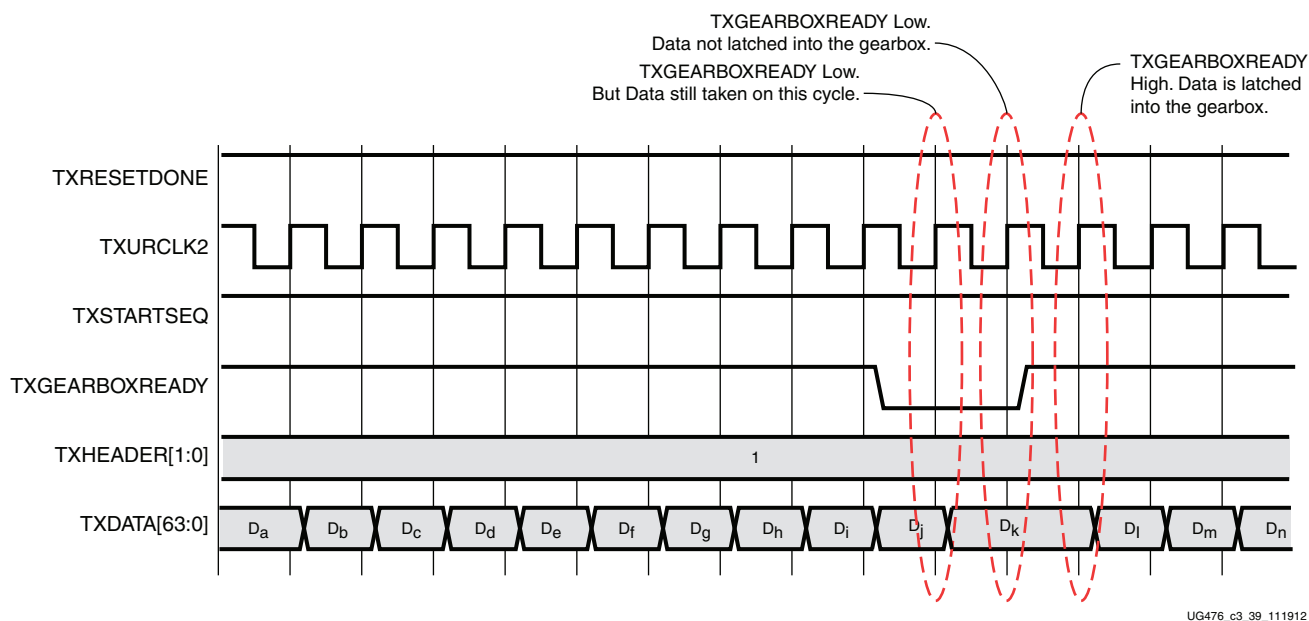 TXGEARBOXREADY Low.
Data not latched into the gearbox.
TXGEARBOXREADY Low.
But Data still taken on this cycle.
TXGEARBOXREADY
High. Data is latched
into the gearbox.
TXRESETDONE
TXURCLK2
TXSTARTSEQ
TXGEARBOXREADY
TXHEADER[1:0]
1
TXDATA[63:0]
Da Db Dc Dd De Df Dg Dh Di Dj Dk Dl Dm Dn
UG476_c3_39_111912